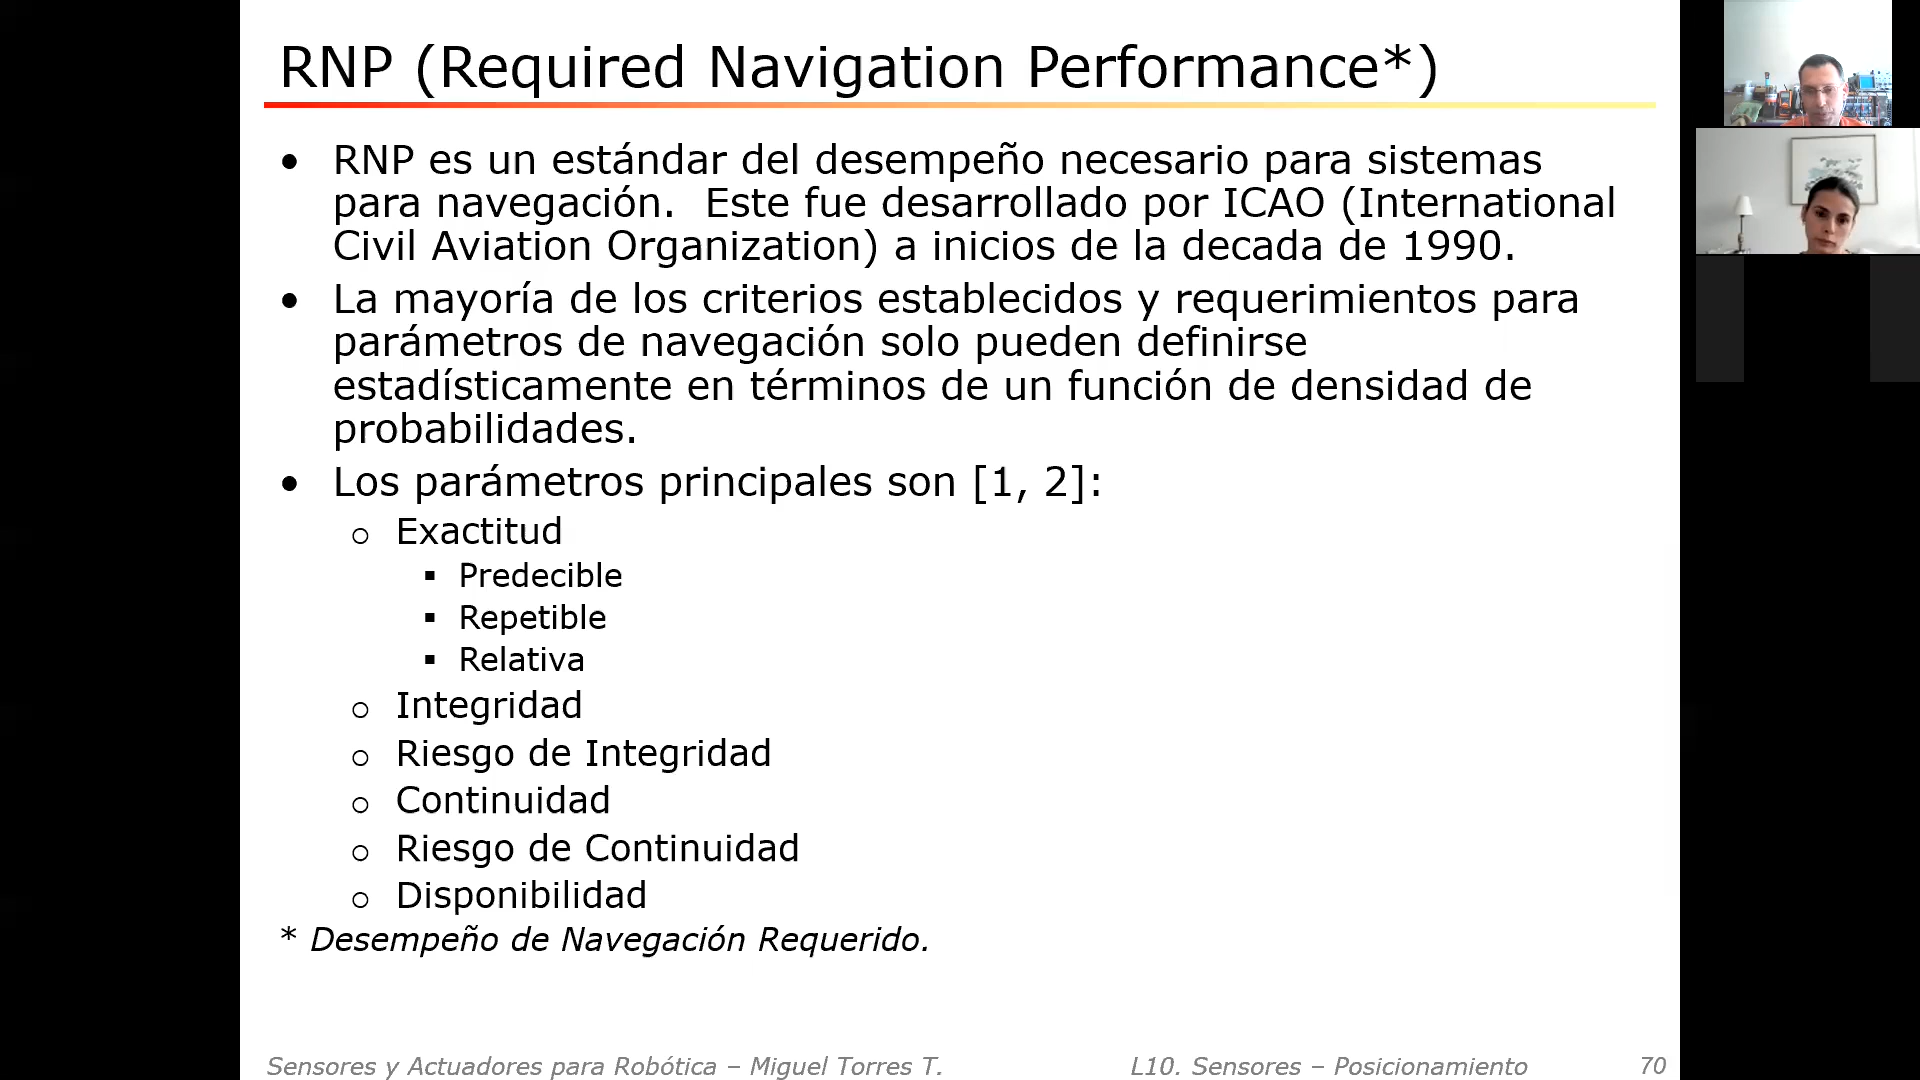 RNP (Required Navigation Performance*)
• RNP es un estándar del desempeño necesario para sistemas
para navegación.  Este fue desarrollado por ICAO (International
Civil Aviation Organization) a inicios de la decada de 1990.
• La mayoría de los criterios establecidos y requerimientos para
parámetros de navegación solo pueden definirse
estadísticamente en términos de un función de densidad de
probabilidades.
• Los parámetros principales son [1, 2]:
o Exactitud
▪ Predecible
▪ Repetible
▪ Relativa
o Integridad
o Riesgo de Integridad
o Continuidad
o Riesgo de Continuidad
o Disponibilidad
* Desempeño de Navegación Requerido.
Sensores y Actuadores para Robótica – Miguel Torres T.
L10. Sensores – Posicionamiento
70